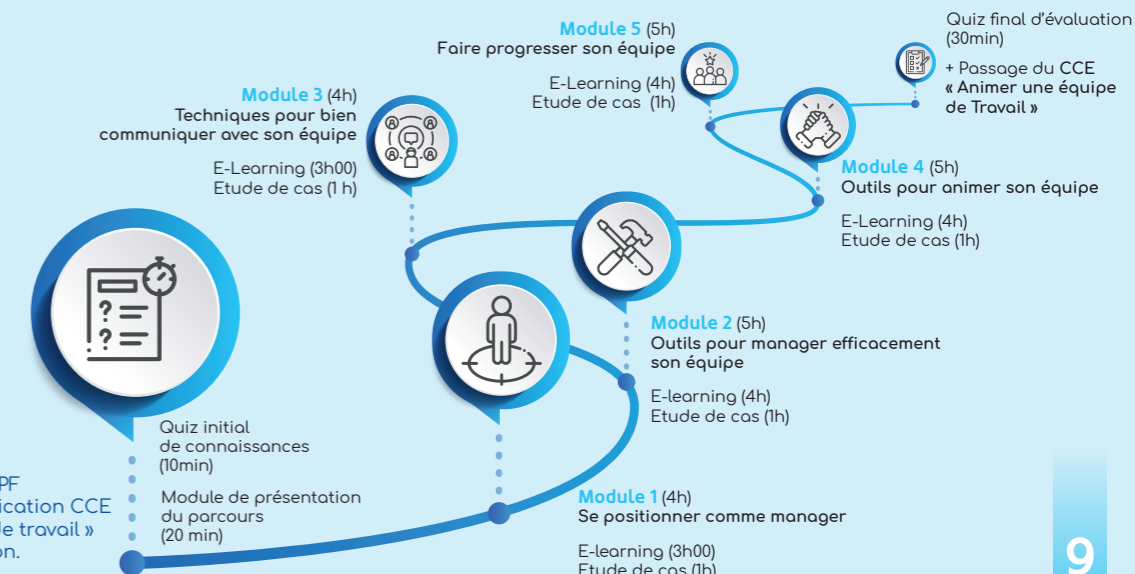 Quiz initial
de connaissances
(10min)
Module de présentation
du parcours
(20 min)
PF
ication CCE
de travail »
on.
Module 1 (4h)
Se positionner comme manager
E-learning (3h00)
Etude de cas (1h)
Module 2 (5h)
Outils pour manager efficacement
son équipe
E-learning (4h)
Etude de cas (1h)
Module 3 (4h)
Techniques pour bien
communiquer avec son équipe
E-Learning (3h00)
Etude de cas (1 h)
Module 4 (5h)
Outils pour animer son équipe
E-Learning (4h)
Etude de cas (1h)
Module 5 (5h)
Faire progresser son équipe
E-Learning (4h)
Etude de cas (1h)
Quiz final d'évaluation
(30min)
+ Passage du CCE
« Animer une équipe
de Travail »
9